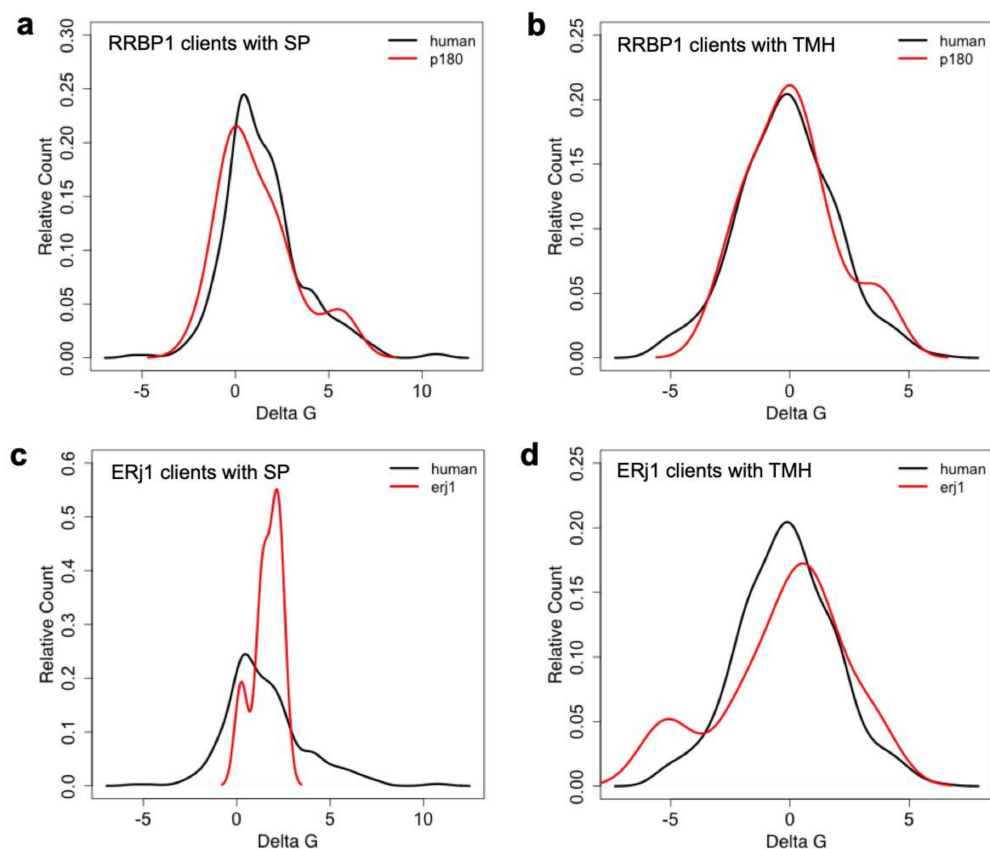 a
RRBP1 clients with SP
human
p180
Relative Count
0.00 0.05 0.10 0.15 0.20 0.25 0.30
-5 0 5 10
Delta G
b
RRBP1 clients with TMH
human
p180
Relative Count
0.00 0.05 0.10 0.15 0.20 0.25
-5 0 5
Delta G
c
ERj1 clients with SP
human
erj1
Relative Count
0.0 0.1 0.2 0.3 0.4 0.5 0.6
-5 0 5 10
Delta G
d
ERj1 clients with TMH
human
erj1
Relative Count
0.00 0.05 0.10 0.15 0.20 0.25
-5 0 5
Delta G